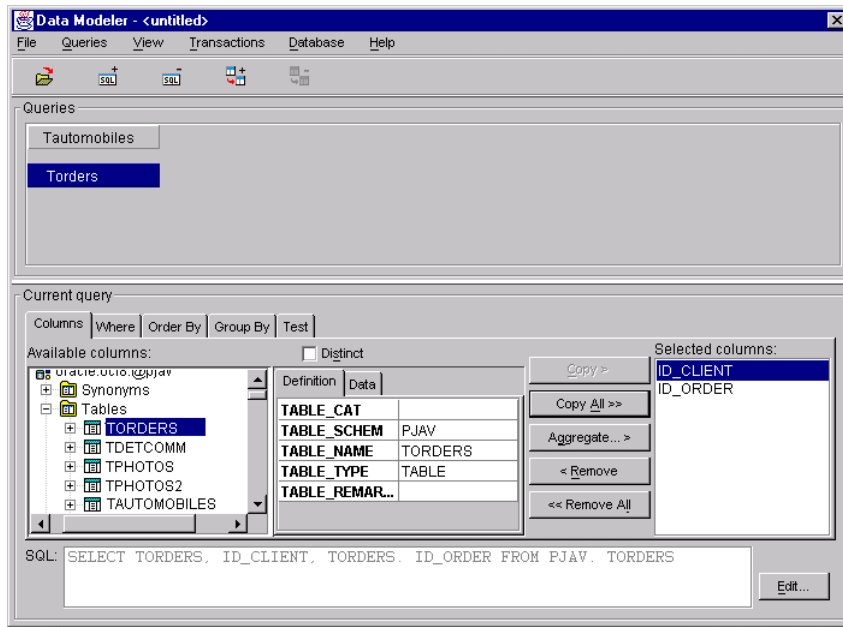 Data Modeler - <untitled>
File Queries View Transactions Database Help
SQL SQL
Queries
Tautomobiles
Torders
Current query
Columns Where Order By Group By Test
Available columns:
Distinct
Selected columns:
Synonyms
Tables
TORDERS
TDETCOMM
TPHOTOS
TPHOTOS2
TAUTOMOBILES
Definition Data
TABLE_CAT
TABLE_SCHEM PJAV
TABLE_NAME TORDERS
TABLE_TYPE TABLE
TABLE_REMAR...
Copy >
Copy All >>
Aggregate... >
< Remove
<< Remove All
ID_CLIENT
ID_ORDER
SQL: SELECT TORDERS, ID_CLIENT, TORDERS. ID_ORDER FROM PJAV. TORDERS
Edit...